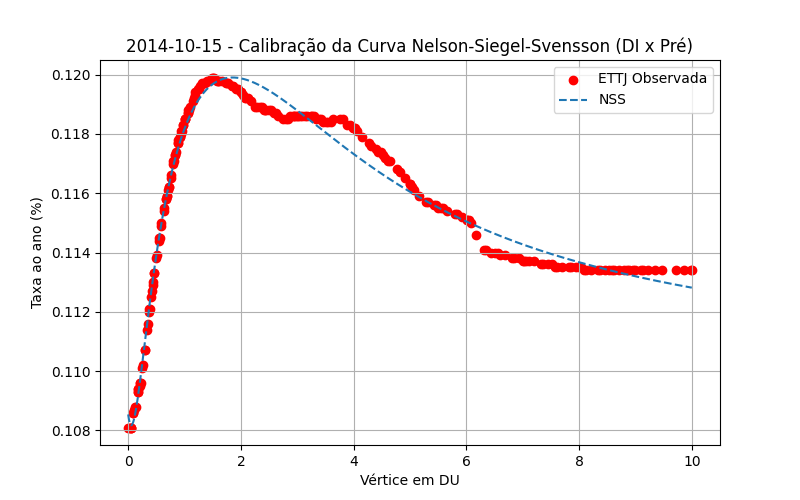 2014-10-15 - Calibração da Curva Nelson-Siegel-Svensson (DI x Pré)
ETTJ Observada
NSS
Taxa ao ano (%)
0.120
0.118
0.116
0.114
0.112
0.110
0.108
0 2 4 6 8 10
Vértice em DU